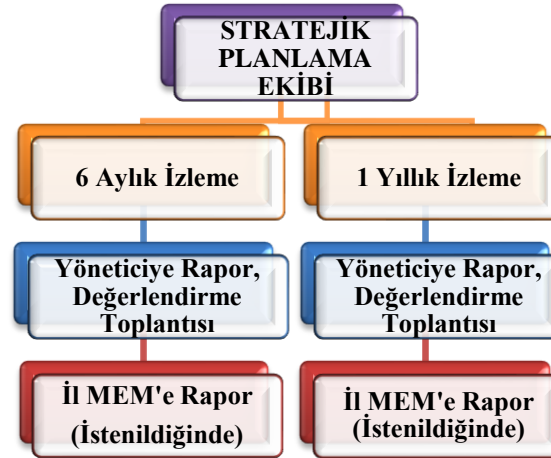 STRATEJİK
PLANLAMA
EKİBİ
6 Aylık İzleme
1 Yıllık İzleme
Yöneticiye Rapor,
Değerlendirme
Toplantısı
Yöneticiye Rapor,
Değerlendirme
Toplantısı
İl MEM'e Rapor
(İstenildiğinde)
İl MEM'e Rapor
(İstenildiğinde)